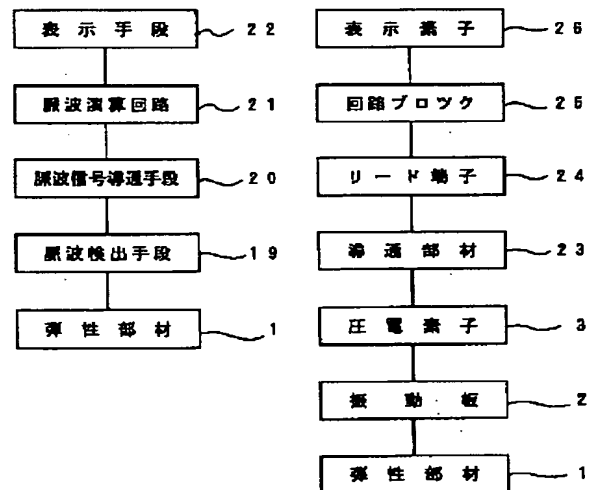 表示手段 22
脈波演算回路 21
脈波信号導通手段 20
脈波検出手段 19
弾性部材 1
表示素子 26
回路ブロツク 25
リード端子 24
導通部材 23
圧電素子 3
振動板 2
弾性部材 1